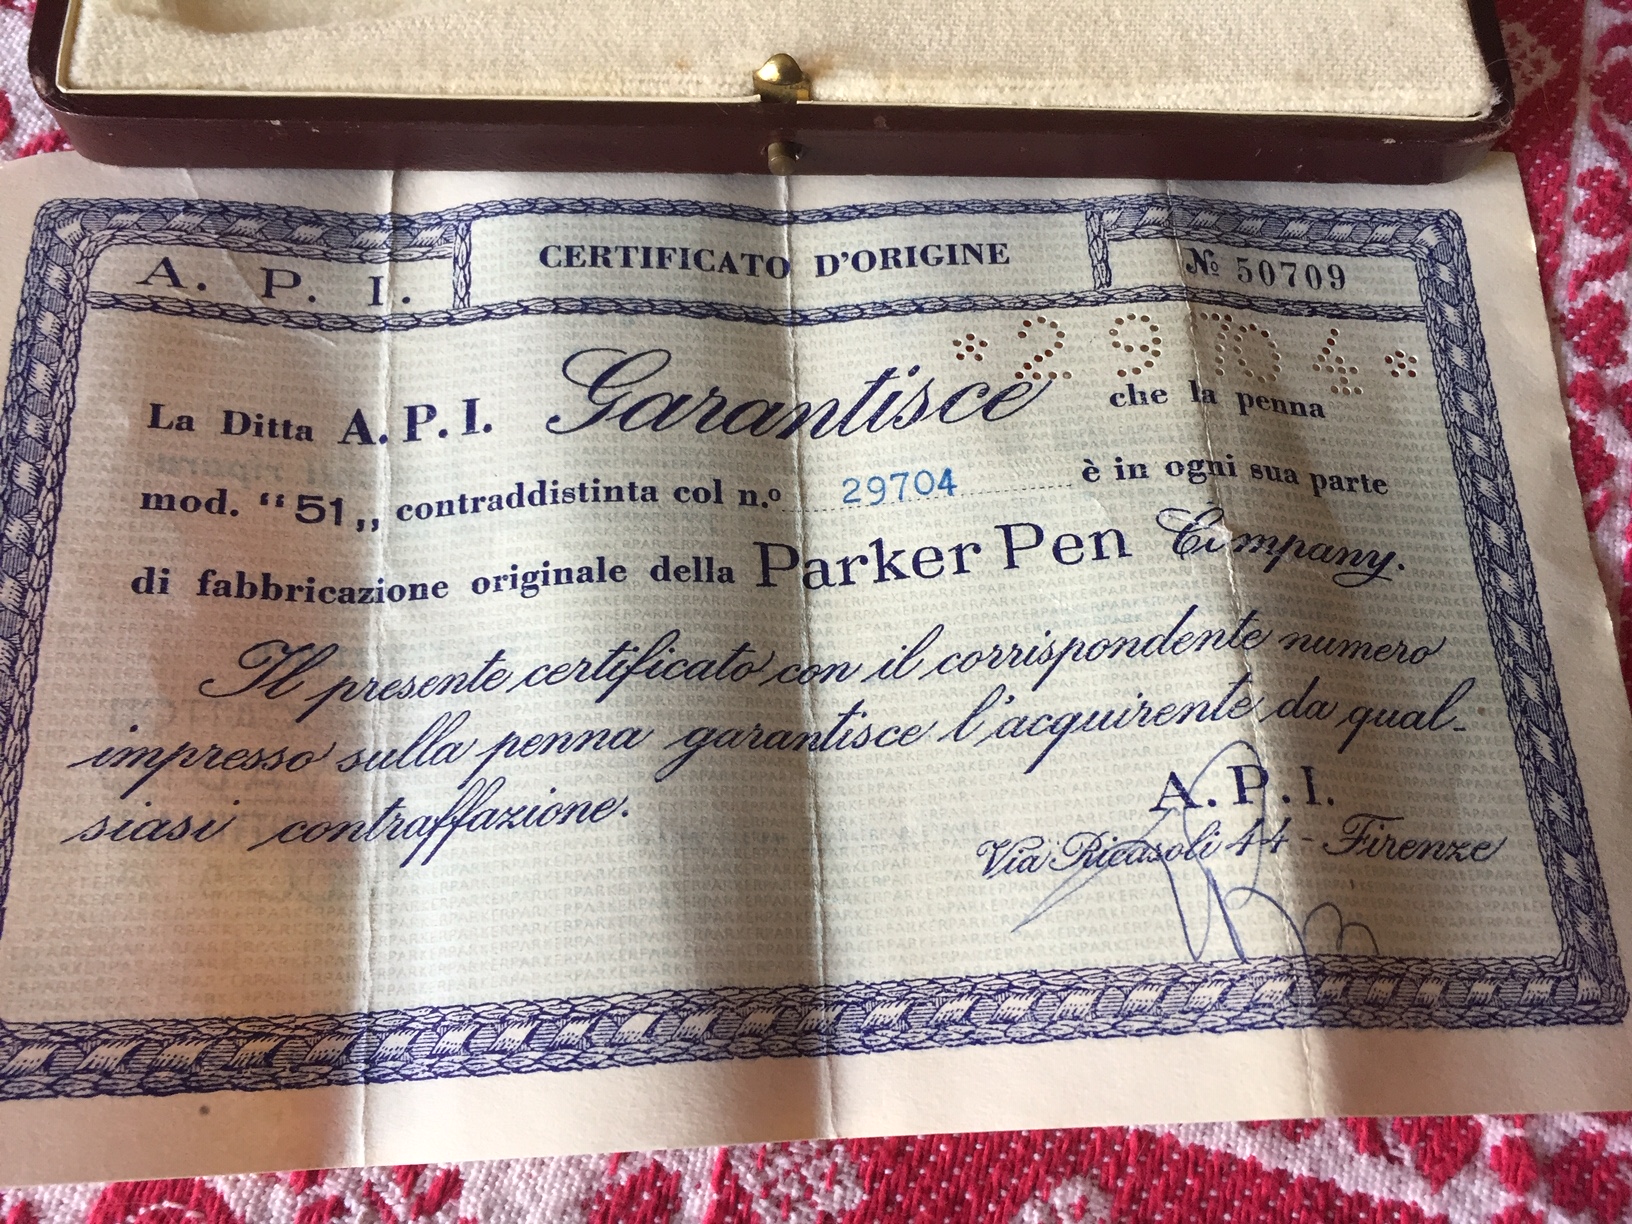 A. P. I.
CERTIFICATO D'ORIGINE
№ 50709
*29704*
La Ditta A.P.I. Garantisce che la penna
mod. “51„ contraddistinta col n.º 29704 è in ogni sua parte
di fabbricazione originale della Parker Pen Company.
Il presente certificato con il corrispondente numero
impresso sulla penna garantisce l'acquirente da qual-
siasi contraffazione.
A. P. I.
Via Ricasoli 44 - Firenze